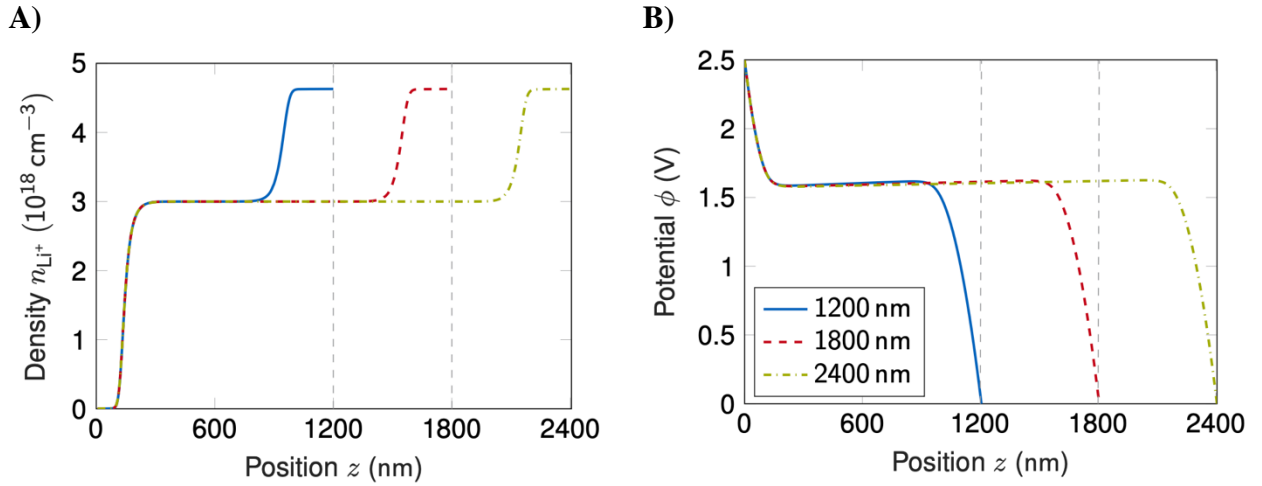 A)
B)
5
4
3
2
1
0
Density n_Li⁺ (10¹⁸ cm⁻³)
0
600
1200
1800
2400
Position z (nm)
2.5
2
1.5
1
0.5
0
Potential ϕ (V)
1200 nm
1800 nm
2400 nm
0
600
1200
1800
2400
Position z (nm)